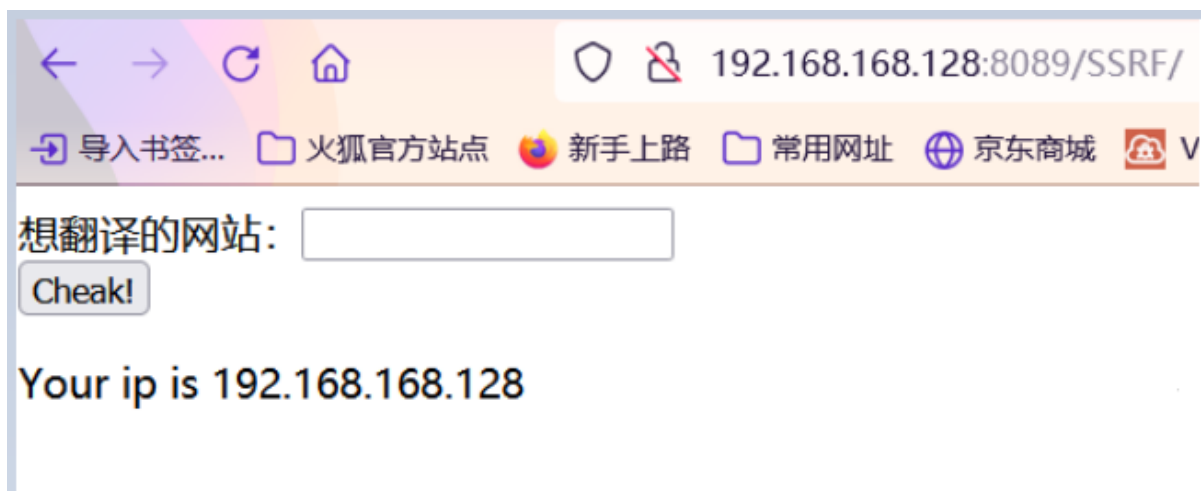 192.168.168.128:8089/SSRF/
导入书签... 火狐官方站点 新手上路 常用网址 京东商城 V
想翻译的网站：
Cheak!
Your ip is 192.168.168.128